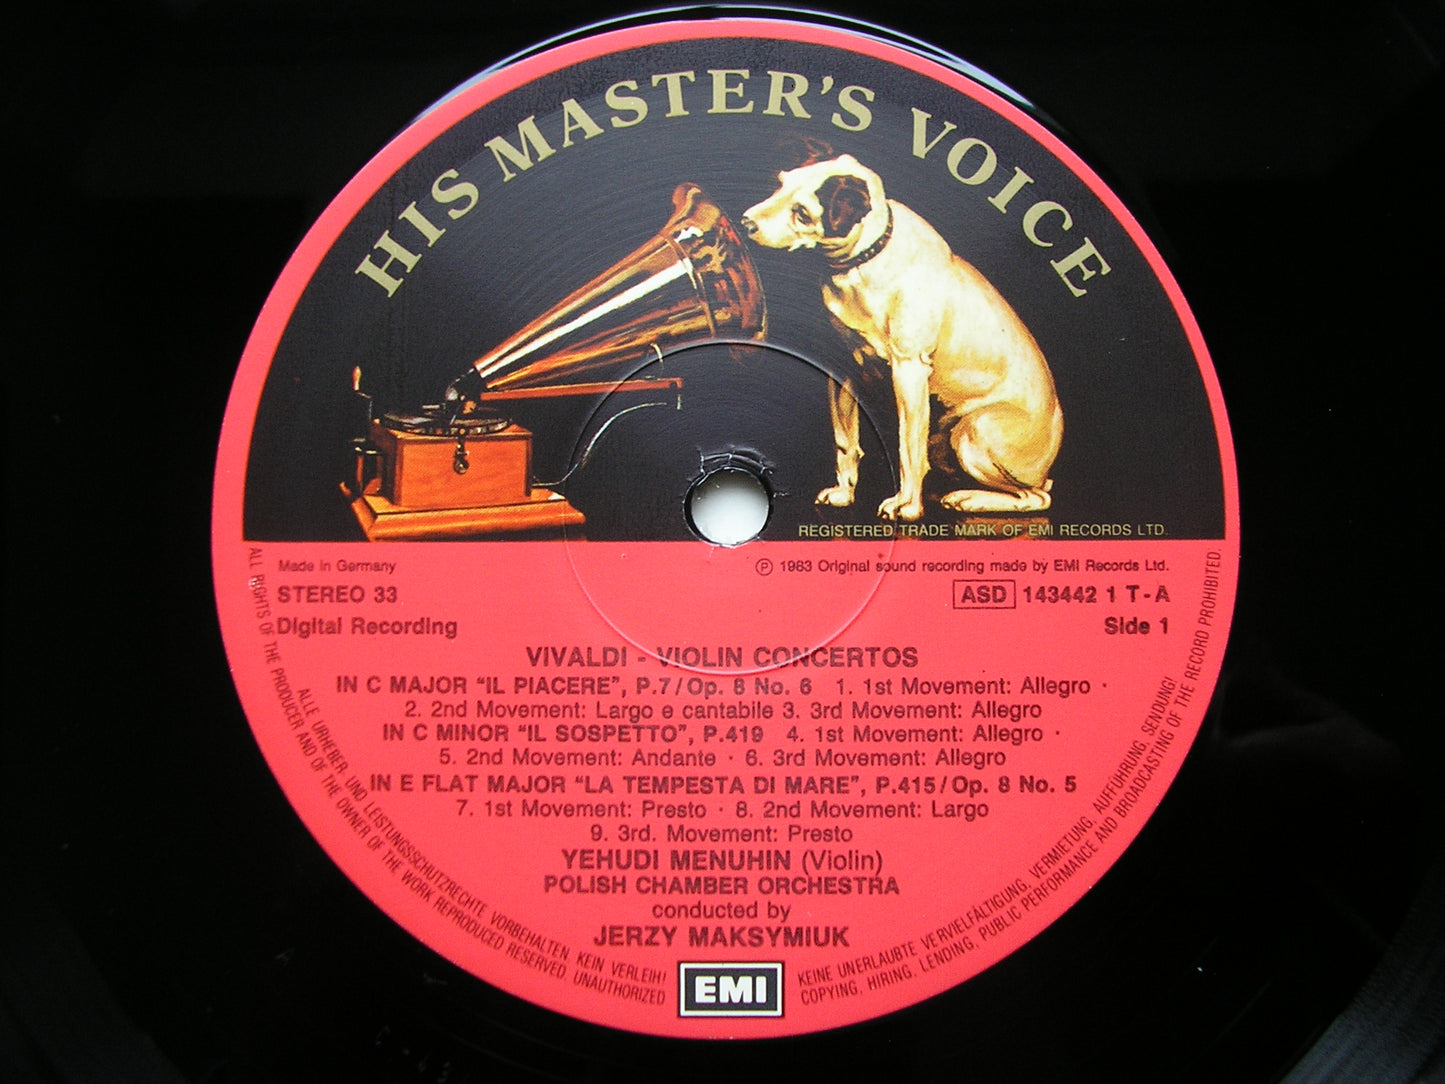 HIS MASTER'S VOICE
REGISTERED TRADE MARK OF EMI RECORDS LTD.
Made in Germany
℗ 1983 Original sound recording made by EMI Records Ltd.
STEREO 33
ASD 143442 1 T-A
Digital Recording
Side 1
VIVALDI - VIOLIN CONCERTOS
IN C MAJOR "IL PIACERE", P.7/Op. 8 No. 6 1. 1st Movement: Allegro ·
2. 2nd Movement: Largo e cantabile 3. 3rd Movement: Allegro
IN C MINOR "IL SOSPETTO", P.419 4. 1st Movement: Allegro ·
5. 2nd Movement: Andante · 6. 3rd Movement: Allegro
IN E FLAT MAJOR "LA TEMPESTA DI MARE", P.415/Op. 8 No. 5
7. 1st Movement: Presto · 8. 2nd Movement: Largo
9. 3rd. Movement: Presto
YEHUDI MENUHIN (Violin)
POLISH CHAMBER ORCHESTRA
conducted by
JERZY MAKSYMIUK
EMI
ALLE URHEBER- UND LEISTUNGSSCHUTZRECHTE VORBEHALTEN. KEIN VERLEIH! KEINE UNERLAUBTE VERVIELFÄLTIGUNG, VERMIETUNG, AUFFÜHRUNG, SENDUNG!
ALL RIGHTS OF THE PRODUCER AND OF THE OWNER OF THE WORK REPRODUCED RESERVED. UNAUTHORIZED COPYING, HIRING, LENDING, PUBLIC PERFORMANCE AND BROADCASTING OF THE RECORD PROHIBITED.